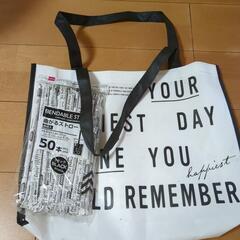 BENDABLE ST
曲がるストロー
50本
BLACK
YOUR
IEST DAY
NE YOU
happiest
LD REMEMBER